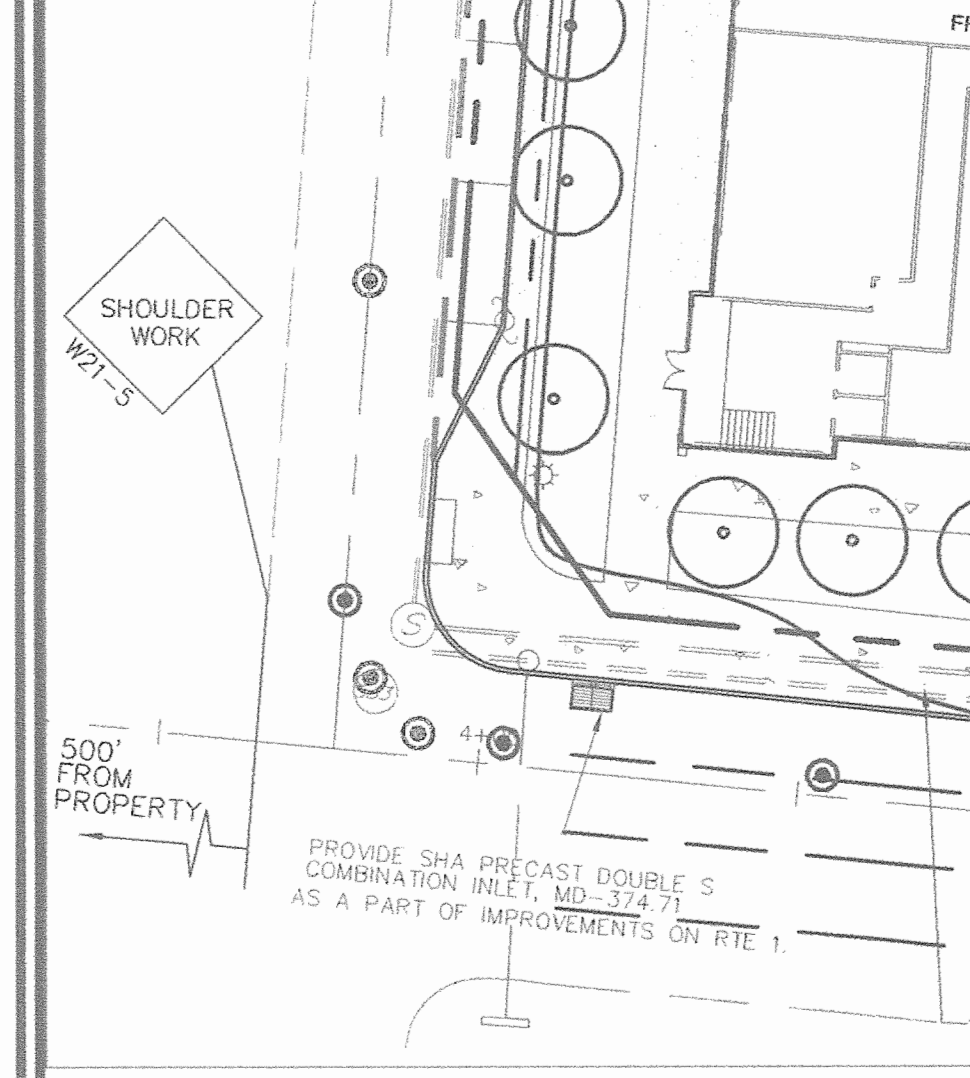 SHOULDER
WORK
W21-5
500'
FROM
PROPERTY
S
4+
PROVIDE SHA PRECAST DOUBLE S
COMBINATION INLET, MD-374.71
AS A PART OF IMPROVEMENTS ON RTE 1.